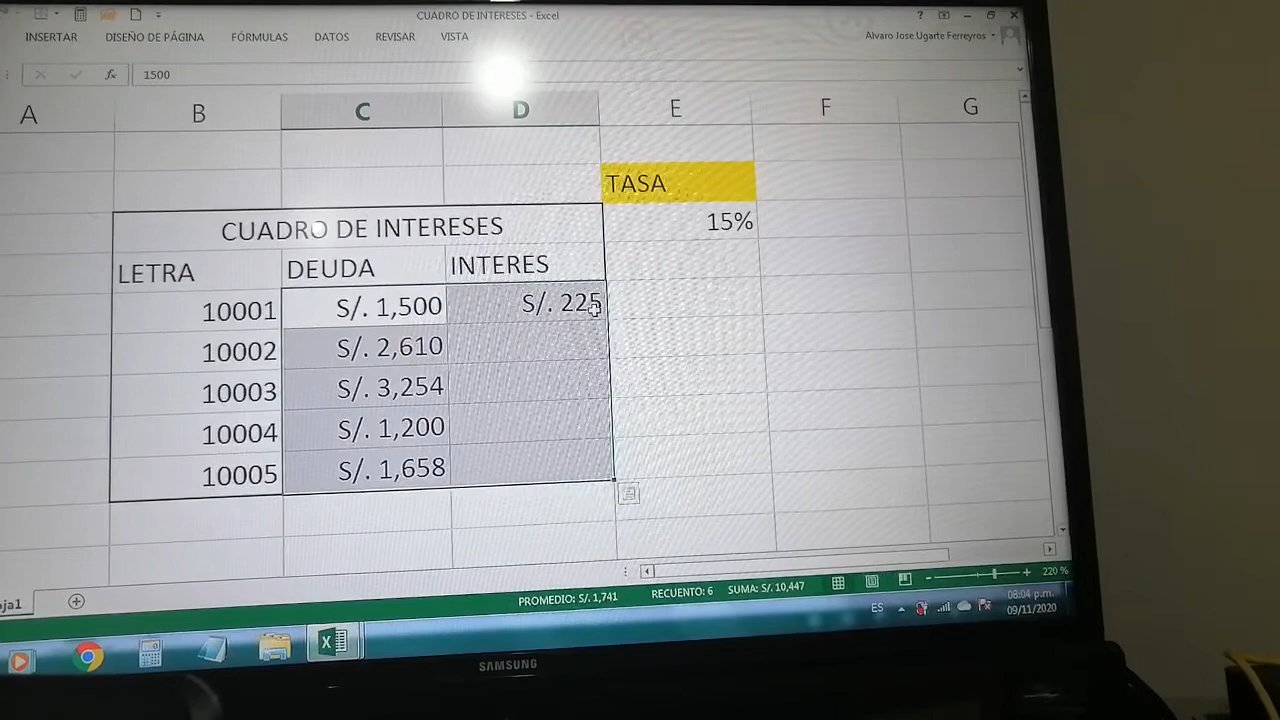 CUADRO DE INTERESES - Excel
?
INSERTAR DISEÑO DE PÁGINA FÓRMULAS DATOS REVISAR VISTA
Alvaro Jose Ugarte Ferreyros
fx 1500
A B C D E F G
TASA
15%
CUADRO DE INTERESES
LETRA DEUDA INTERES
10001 S/. 1,500 S/. 225
10002 S/. 2,610
10003 S/. 3,254
10004 S/. 1,200
10005 S/. 1,658
oja1
PROMEDIO: S/. 1,741 RECUENTO: 6 SUMA: S/. 10,447 220 %
ES 08:04 p.m.
09/11/2020
SAMSUNG